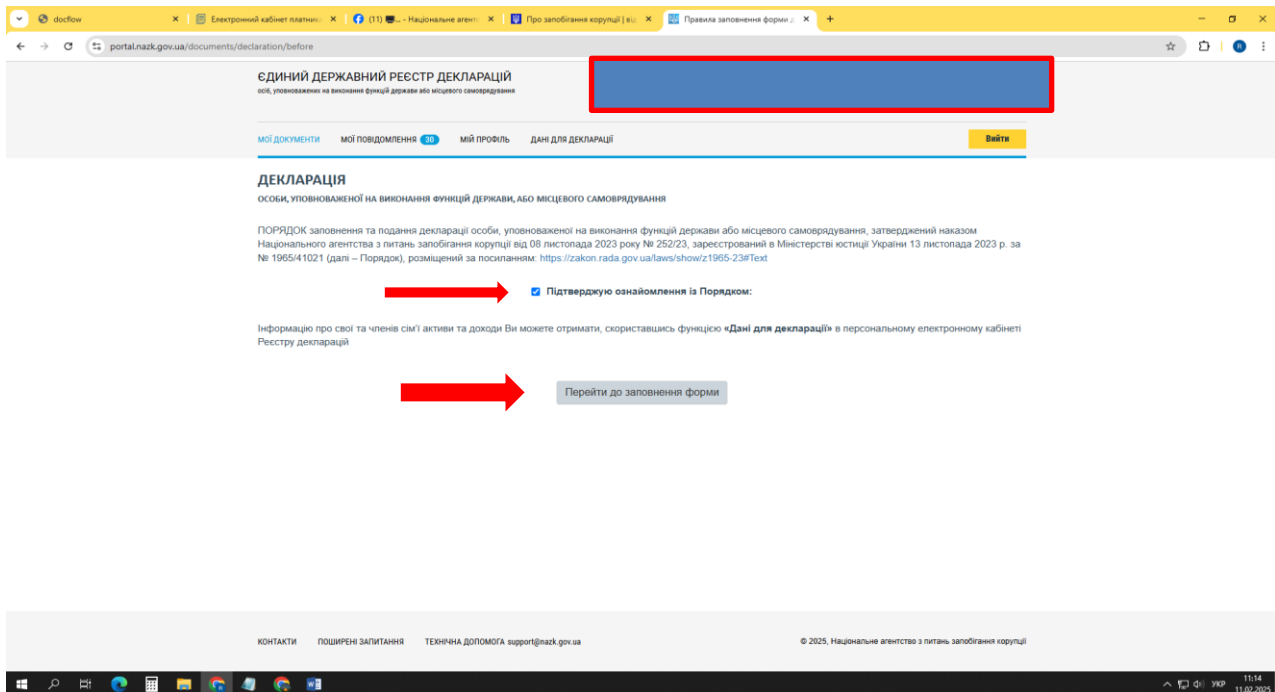 docflow
Електронний кабінет платник
(11) - Національне агент
Про запобігання корупції | від
Правила заповнення форми д
portal.nazk.gov.ua/documents/declaration/before
ЄДИНИЙ ДЕРЖАВНИЙ РЕЄСТР ДЕКЛАРАЦІЙ
осіб, уповноважених на виконання функцій держави або місцевого самоврядування
МОЇ ДОКУМЕНТИ МОЇ ПОВІДОМЛЕННЯ 30 МІЙ ПРОФІЛЬ ДАНІ ДЛЯ ДЕКЛАРАЦІЇ Вийти
ДЕКЛАРАЦІЯ
ОСОБИ, УПОВНОВАЖЕНОЇ НА ВИКОНАННЯ ФУНКЦІЙ ДЕРЖАВИ, АБО МІСЦЕВОГО САМОВРЯДУВАННЯ
ПОРЯДОК заповнення та подання декларації особи, уповноваженої на виконання функцій держави або місцевого самоврядування, затверджений наказом
Національного агентства з питань запобігання корупції від 08 листопада 2023 року № 252/23, зареєстрований в Міністерстві юстиції України 13 листопада 2023 р. за
№ 1965/41021 (далі – Порядок), розміщений за посиланням: https://zakon.rada.gov.ua/laws/show/z1965-23#Text
Підтверджую ознайомлення із Порядком:
Інформацію про свої та членів сім'ї активи та доходи Ви можете отримати, скориставшись функцією «Дані для декларації» в персональному електронному кабінеті
Реєстру декларацій
Перейти до заповнення форми
КОНТАКТИ ПОШИРЕНІ ЗАПИТАННЯ ТЕХНІЧНА ДОПОМОГА support@nazk.gov.ua © 2025, Національне агентство з питань запобігання корупції
УКР 11:14
11.02.2025